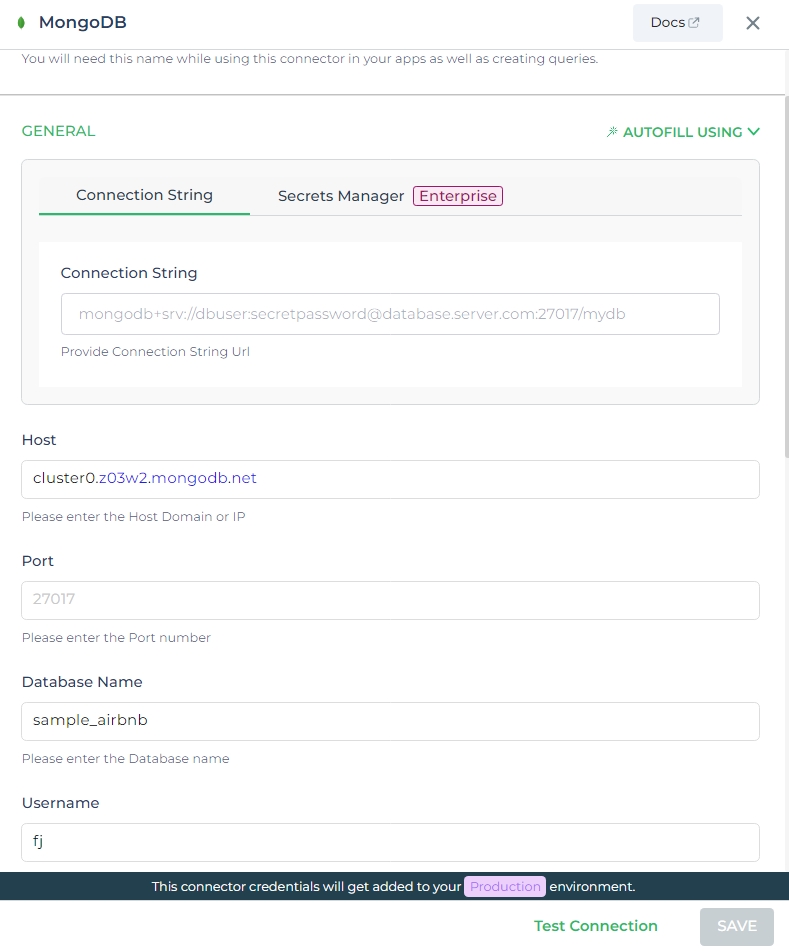 MongoDB
Docs
You will need this name while using this connector in your apps as well as creating queries.
GENERAL
AUTOFILL USING
Connection String
Secrets Manager Enterprise
Connection String
mongodb+srv://dbuser:secretpassword@database.server.com:27017/mydb
Provide Connection String Url
Host
cluster0.z03w2.mongodb.net
Please enter the Host Domain or IP
Port
27017
Please enter the Port number
Database Name
sample_airbnb
Please enter the Database name
Username
fj
This connector credentials will get added to your Production environment.
Test Connection
SAVE